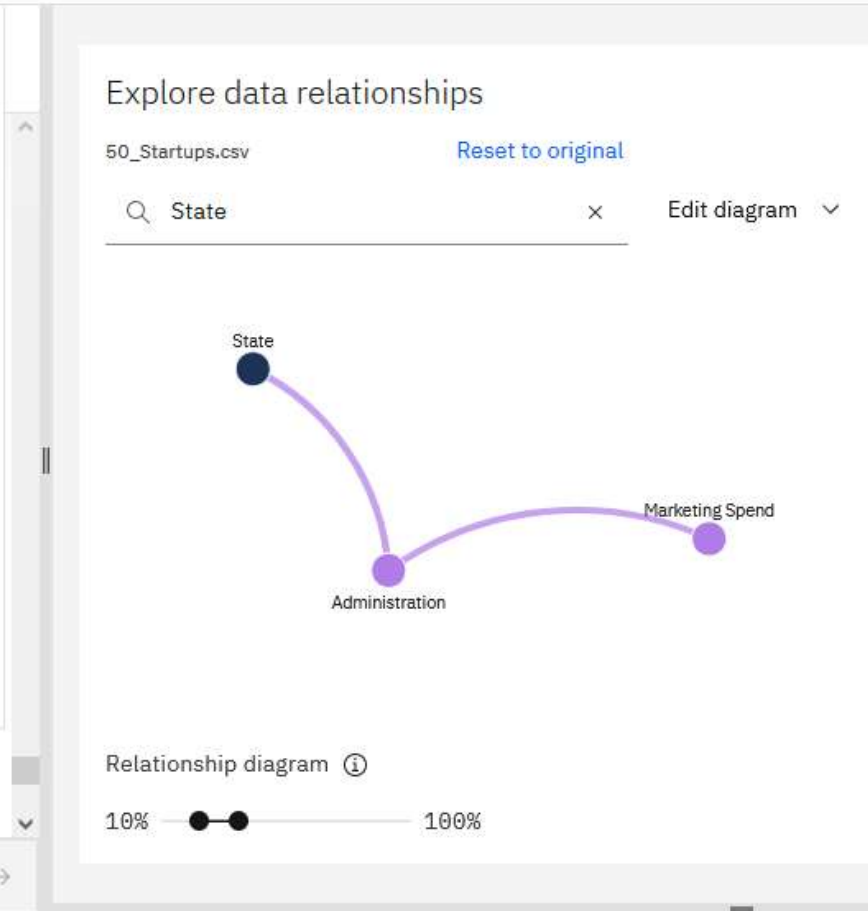 Explore data relationships
50_Startups.csv
Reset to original
State
Edit diagram
State
Marketing Spend
Administration
Relationship diagram
10%
100%